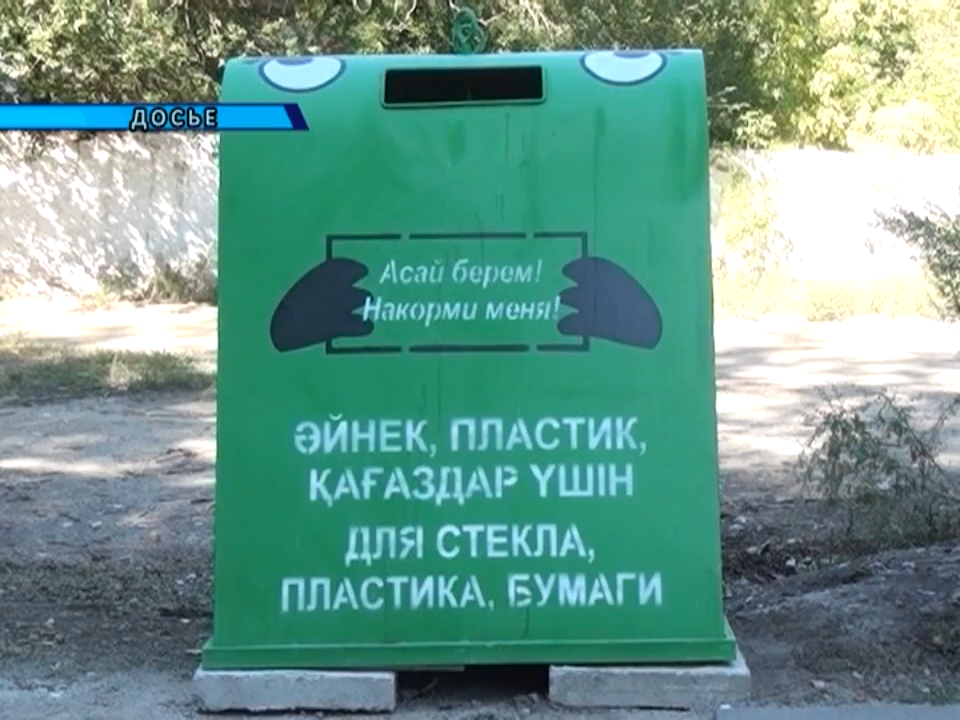 ДОСЬЕ
Асай берем!
Накорми меня!
ӘЙНЕК, ПЛАСТИК,
ҚАҒАЗДАР ҮШІН
ДЛЯ СТЕКЛА,
ПЛАСТИКА, БУМАГИ